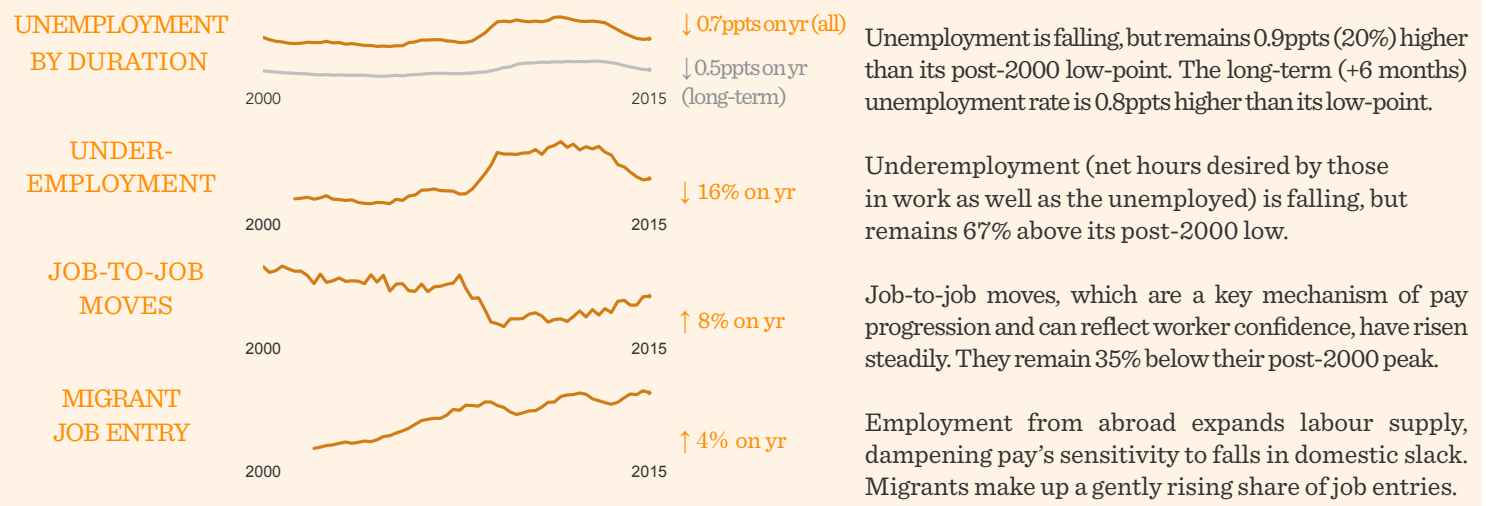 UNEMPLOYMENT
BY DURATION
↓ 0.7ppts on yr (all)
↓ 0.5ppts on yr
(long-term)
2000
2015
Unemployment is falling, but remains 0.9ppts (20%) higher
than its post-2000 low-point. The long-term (+6 months)
unemployment rate is 0.8ppts higher than its low-point.
UNDER-
EMPLOYMENT
↓ 16% on yr
2000
2015
Underemployment (net hours desired by those
in work as well as the unemployed) is falling, but
remains 67% above its post-2000 low.
JOB-TO-JOB
MOVES
↑ 8% on yr
2000
2015
Job-to-job moves, which are a key mechanism of pay
progression and can reflect worker confidence, have risen
steadily. They remain 35% below their post-2000 peak.
MIGRANT
JOB ENTRY
↑ 4% on yr
2000
2015
Employment from abroad expands labour supply,
dampening pay's sensitivity to falls in domestic slack.
Migrants make up a gently rising share of job entries.